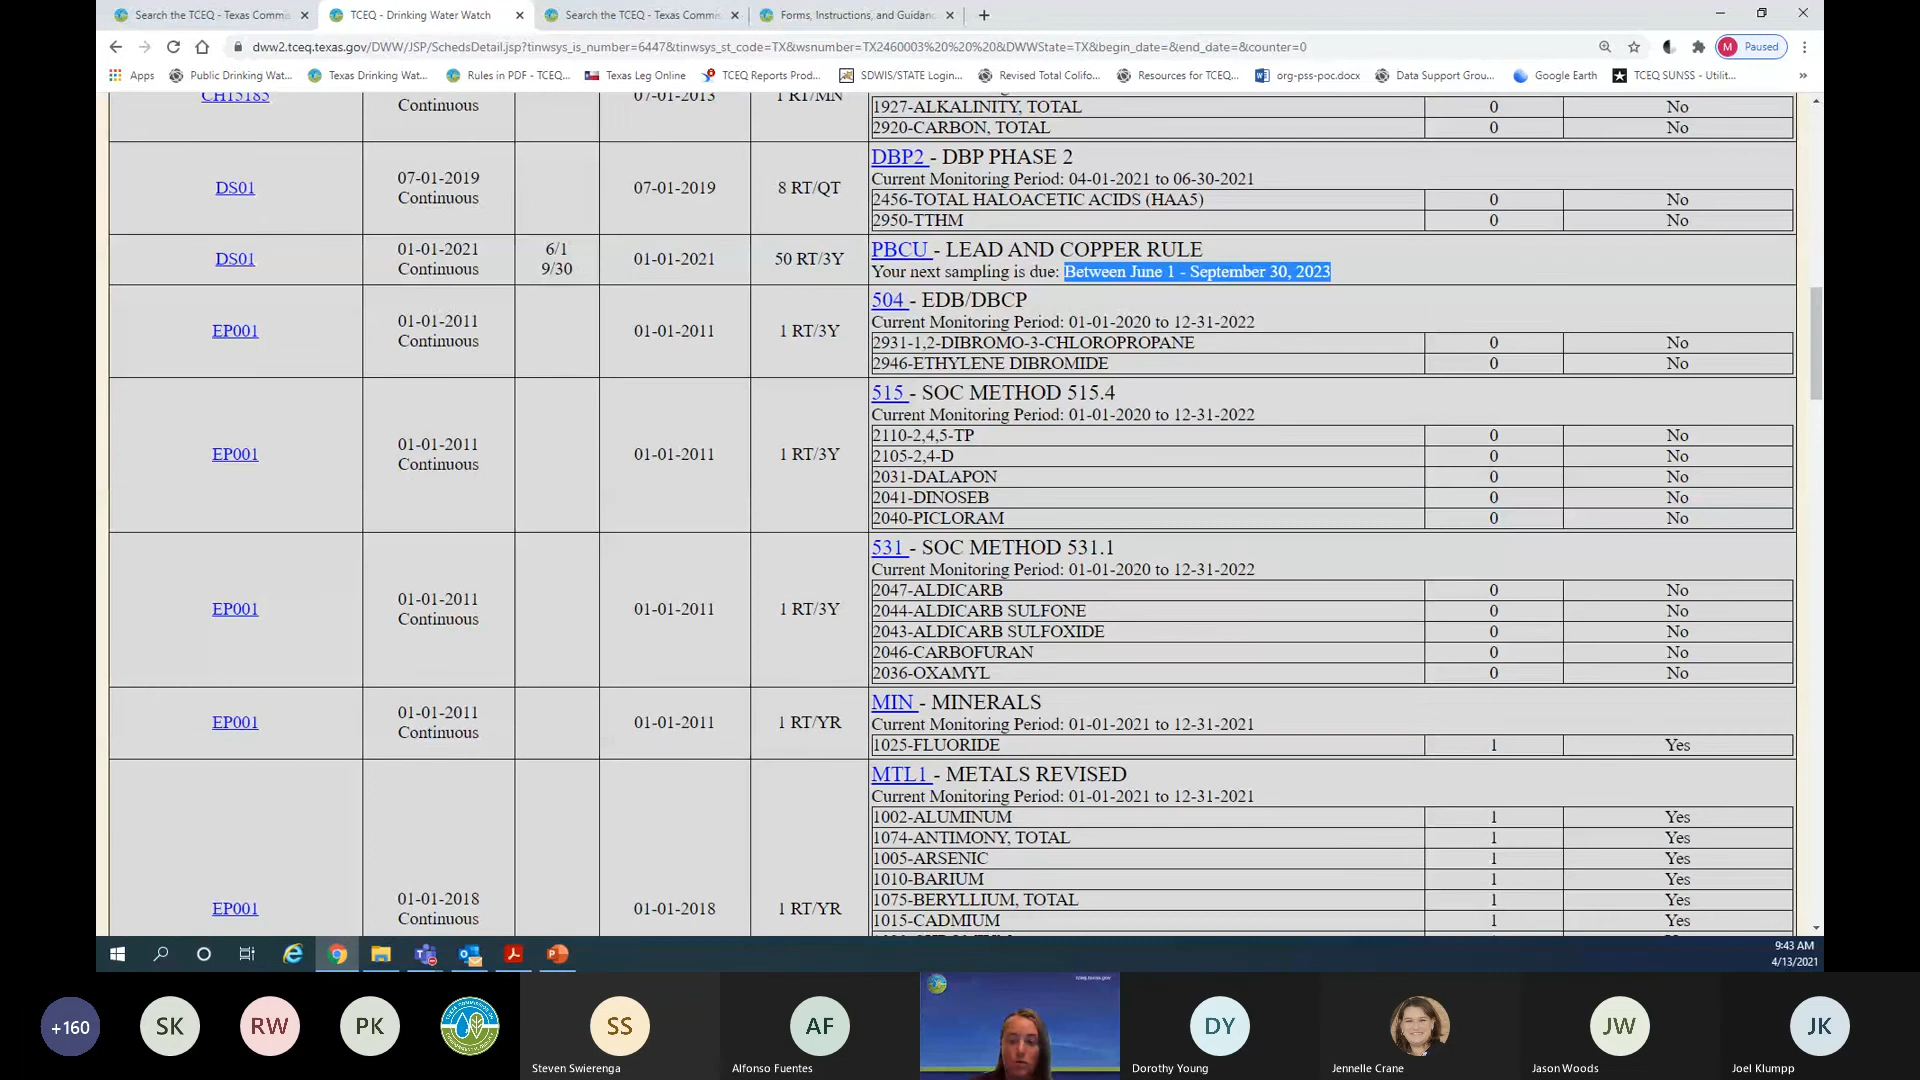 Search the TCEQ - Texas Commis
TCEQ - Drinking Water Watch
Search the TCEQ - Texas Commis
Forms, Instructions, and Guidanc
dww2.tceq.texas.gov/DWW/JSP/SchedsDetail.jsp?tinwsys_is_number=6447&tinwsys_st_code=TX&wsnumber=TX2460003%20%20%20&DWWState=TX&begin_date=&end_date=&counter=0
M Paused
Apps Public Drinking Wat... Texas Drinking Wat... Rules in PDF - TCEQ... Texas Leg Online TCEQ Reports Prod... SDWIS/STATE Login... Revised Total Colifo... Resources for TCEQ... org-pss-poc.docx Data Support Grou... Google Earth TCEQ SUNSS - Utilit... »
CH15185 Continuous 07-01-2013 1 RT/MN
1927-ALKALINITY, TOTAL 0 No
2920-CARBON, TOTAL 0 No
DS01 07-01-2019 Continuous 07-01-2019 8 RT/QT
DBP2 - DBP PHASE 2
Current Monitoring Period: 04-01-2021 to 06-30-2021
2456-TOTAL HALOACETIC ACIDS (HAA5) 0 No
2950-TTHM 0 No
DS01 01-01-2021 Continuous 6/1 9/30 01-01-2021 50 RT/3Y
PBCU - LEAD AND COPPER RULE
Your next sampling is due: Between June 1 - September 30, 2023
EP001 01-01-2011 Continuous 01-01-2011 1 RT/3Y
504 - EDB/DBCP
Current Monitoring Period: 01-01-2020 to 12-31-2022
2931-1,2-DIBROMO-3-CHLOROPROPANE 0 No
2946-ETHYLENE DIBROMIDE 0 No
EP001 01-01-2011 Continuous 01-01-2011 1 RT/3Y
515 - SOC METHOD 515.4
Current Monitoring Period: 01-01-2020 to 12-31-2022
2110-2,4,5-TP 0 No
2105-2,4-D 0 No
2031-DALAPON 0 No
2041-DINOSEB 0 No
2040-PICLORAM 0 No
EP001 01-01-2011 Continuous 01-01-2011 1 RT/3Y
531 - SOC METHOD 531.1
Current Monitoring Period: 01-01-2020 to 12-31-2022
2047-ALDICARB 0 No
2044-ALDICARB SULFONE 0 No
2043-ALDICARB SULFOXIDE 0 No
2046-CARBOFURAN 0 No
2036-OXAMYL 0 No
EP001 01-01-2011 Continuous 01-01-2011 1 RT/YR
MIN - MINERALS
Current Monitoring Period: 01-01-2021 to 12-31-2021
1025-FLUORIDE 1 Yes
EP001 01-01-2018 Continuous 01-01-2018 1 RT/YR
MTL1 - METALS REVISED
Current Monitoring Period: 01-01-2021 to 12-31-2021
1002-ALUMINUM 1 Yes
1074-ANTIMONY, TOTAL 1 Yes
1005-ARSENIC 1 Yes
1010-BARIUM 1 Yes
1075-BERYLLIUM, TOTAL 1 Yes
1015-CADMIUM 1 Yes
9:43 AM
4/13/2021
+160 SK RW PK SS AF DY JW JK
Steven Swierenga Alfonso Fuentes Dorothy Young Jennelle Crane Jason Woods Joel Klumpp